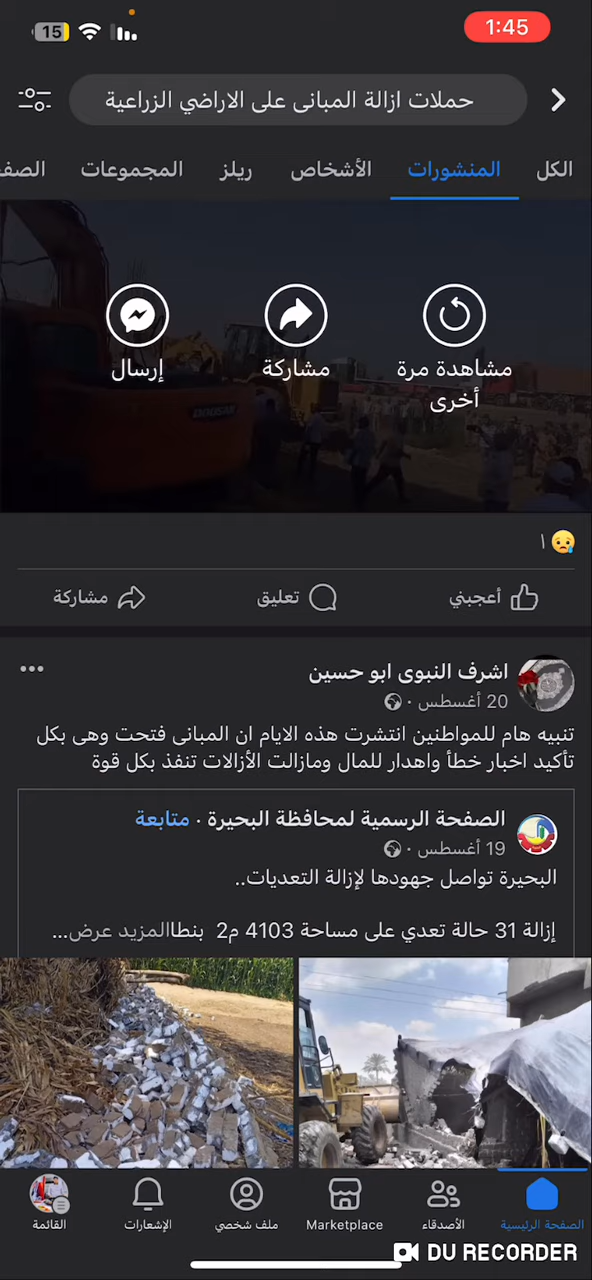 15
1:45
حملات ازالة المبانى على الاراضي الزراعية
الكل
المنشورات
الأشخاص
ريلز
المجموعات
الصف
DOOSAN
مشاهدة مرة أخرى
مشاركة
إرسال
😥 ا
أعجبني
تعليق
مشاركة
اشرف النبوى ابو حسين
20 أغسطس ·
تنبيه هام للمواطنين انتشرت هذه الايام ان المبانى فتحت وهى بكل
تأكيد اخبار خطأ واهدار للمال ومازالت الأزالات تنفذ بكل قوة
الصفحة الرسمية لمحافظة البحيرة · متابعة
19 أغسطس ·
البحيرة تواصل جهودها لإزالة التعديات..
إزالة 31 حالة تعدي على مساحة 4103 م2 بنطاالمزيد عرض...
الصفحة الرئيسية
الأصدقاء
Marketplace
ملف شخصي
الإشعارات
القائمة
DU RECORDER